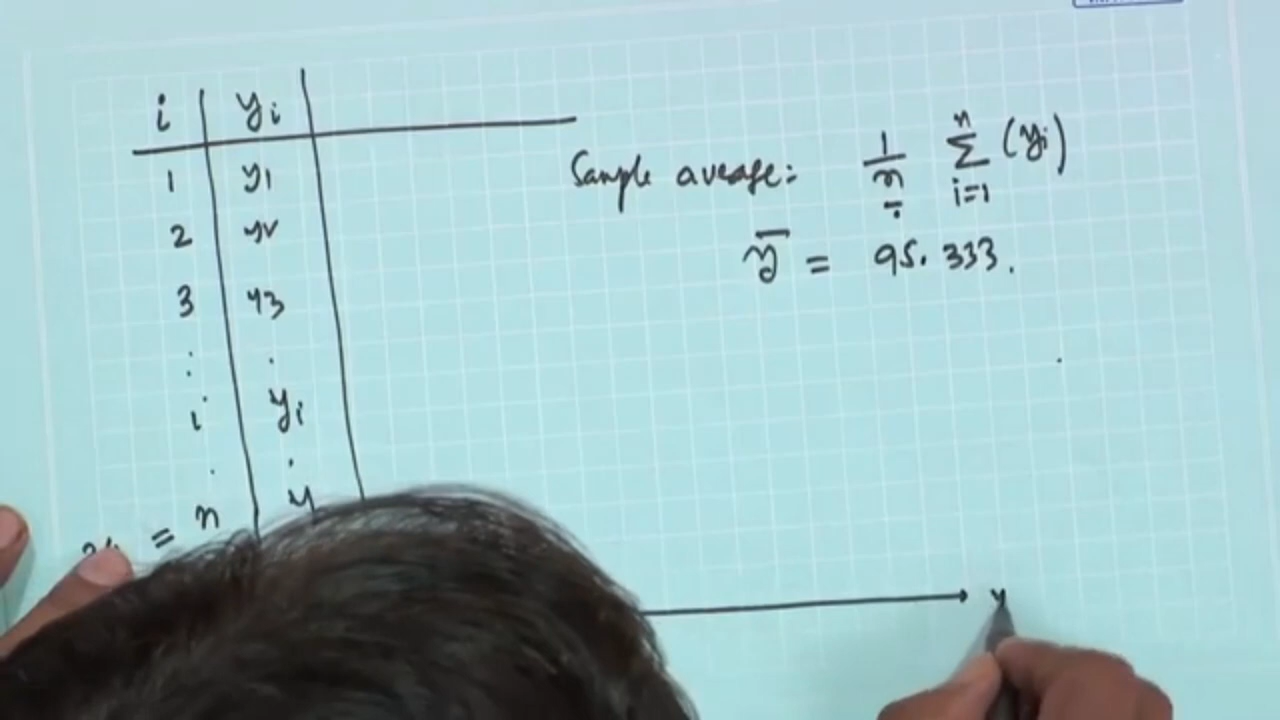 i yi
1 y1
2 y2
3 y3
. .
i yi
. .
= n y
Sample average: 1/n Σ i=1 n (yi)
ȳ = 95.333.
y